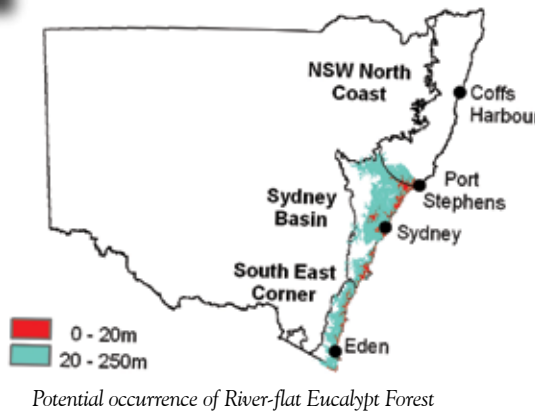 NSW North
Coast
Coffs
Harbour
Port
Stephens
Sydney
Basin
Sydney
South East
Corner
0 - 20m
20 - 250m
Eden
Potential occurrence of River-flat Eucalypt Forest